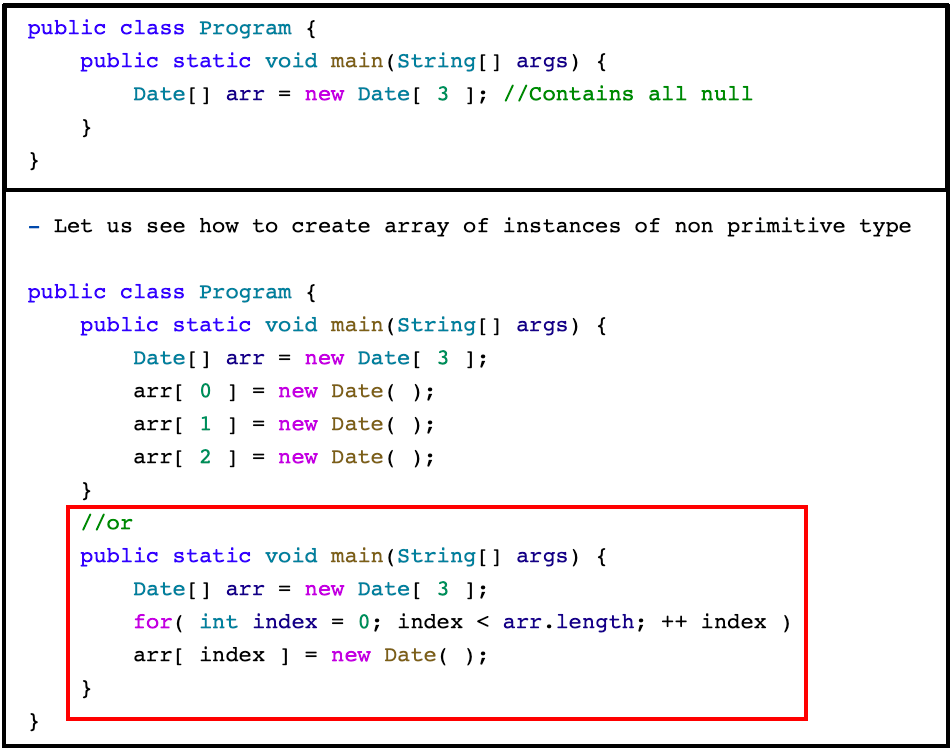 public class Program {
    public static void main(String[] args) {
        Date[] arr = new Date[ 3 ]; //Contains all null
    }
}
- Let us see how to create array of instances of non primitive type
public class Program {
    public static void main(String[] args) {
        Date[] arr = new Date[ 3 ];
        arr[ 0 ] = new Date( );
        arr[ 1 ] = new Date( );
        arr[ 2 ] = new Date( );
    }
    //or
    public static void main(String[] args) {
        Date[] arr = new Date[ 3 ];
        for( int index = 0; index < arr.length; ++ index )
        arr[ index ] = new Date( );
    }
}